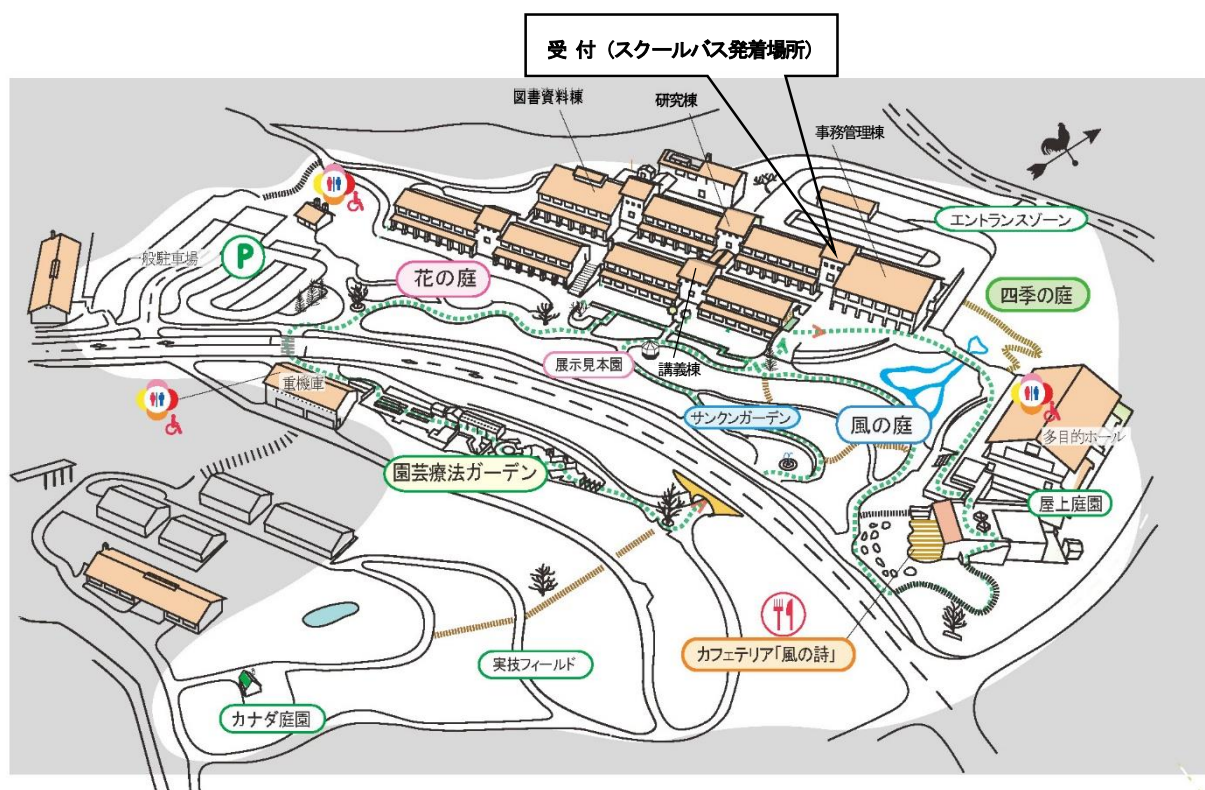 受 付（スクールバス発着場所）
図書資料棟
研究棟
事務管理棟
エントランスゾーン
一般駐車場
P
花の庭
四季の庭
展示見本園
講義棟
重機庫
サンクンガーデン
風の庭
多目的ホール
園芸療法ガーデン
屋上庭園
実技フィールド
カフェテリア「風の詩」
カナダ庭園